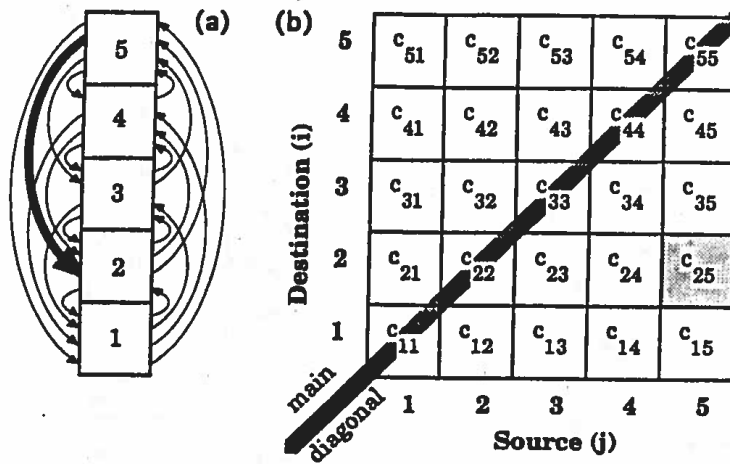 (a)
5
4
3
2
1
(b)
Destination (i)
5 c51 c52 c53 c54 c55
4 c41 c42 c43 c44 c45
3 c31 c32 c33 c34 c35
2 c21 c22 c23 c24 c25
1 c11 c12 c13 c14 c15
main
diagonal
1 2 3 4 5
Source (j)